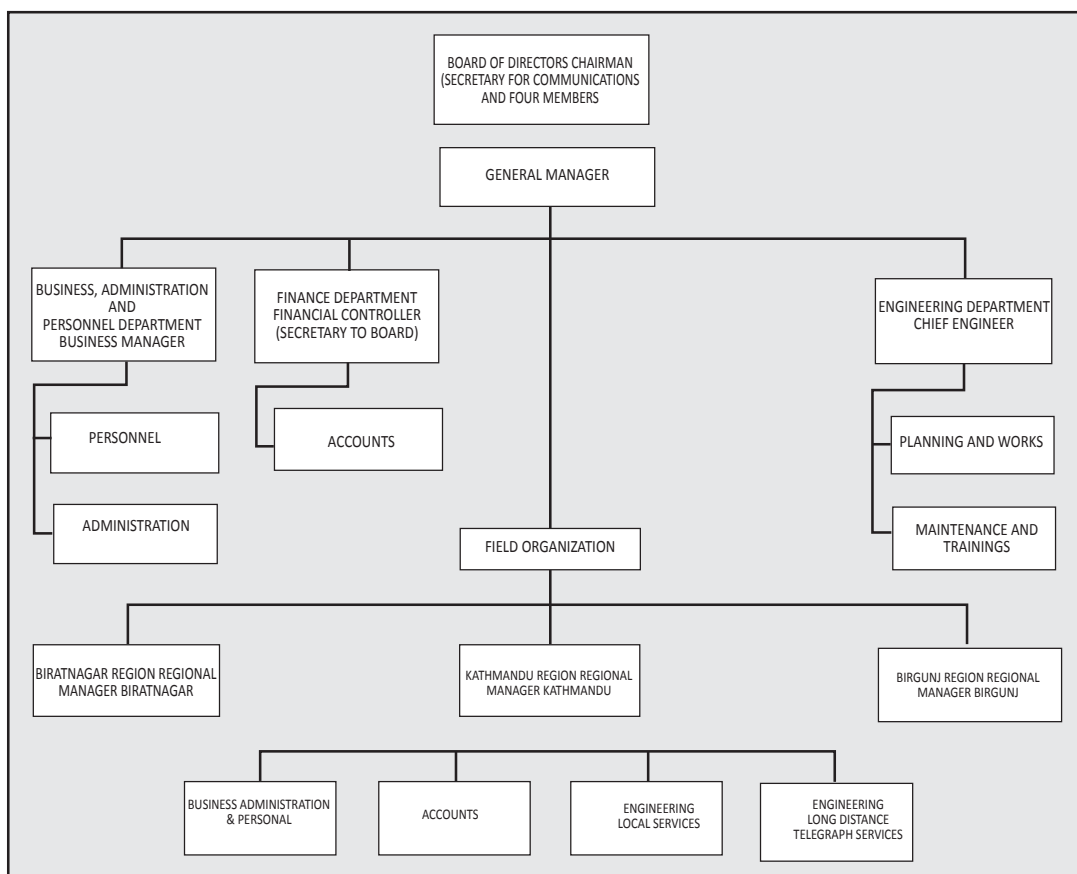 BOARD OF DIRECTORS CHAIRMAN
(SECRETARY FOR COMMUNICATIONS
AND FOUR MEMBERS
GENERAL MANAGER
BUSINESS, ADMINISTRATION
AND
PERSONNEL DEPARTMENT
BUSINESS MANAGER
FINANCE DEPARTMENT
FINANCIAL CONTROLLER
(SECRETARY TO BOARD)
ENGINEERING DEPARTMENT
CHIEF ENGINEER
PERSONNEL
ACCOUNTS
PLANNING AND WORKS
ADMINISTRATION
MAINTENANCE AND
TRAININGS
FIELD ORGANIZATION
BIRATNAGAR REGION REGIONAL
MANAGER BIRATNAGAR
KATHMANDU REGION REGIONAL
MANAGER KATHMANDU
BIRGUNJ REGION REGIONAL
MANAGER BIRGUNJ
BUSINESS ADMINISTRATION
& PERSONAL
ACCOUNTS
ENGINEERING
LOCAL SERVICES
ENGINEERING
LONG DISTANCE
TELEGRAPH SERVICES